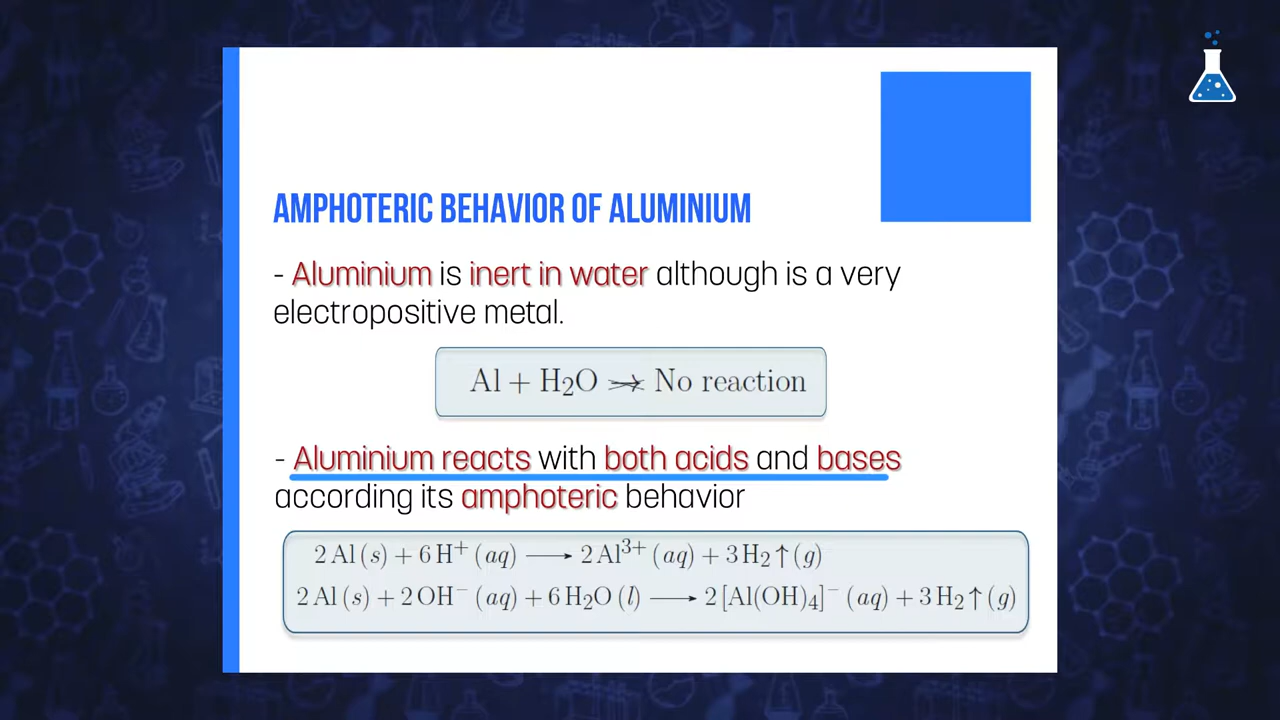 AMPHOTERIC BEHAVIOR OF ALUMINIUM
- Aluminium is inert in water although is a very
electropositive metal.
Al + H₂O ↛ No reaction
- Aluminium reacts with both acids and bases
according its amphoteric behavior
2 Al (s) + 6 H⁺ (aq) ⟶ 2 Al³⁺ (aq) + 3 H₂ ↑ (g)
2 Al (s) + 2 OH⁻ (aq) + 6 H₂O (l) ⟶ 2 [Al(OH)₄]⁻ (aq) + 3 H₂ ↑ (g)